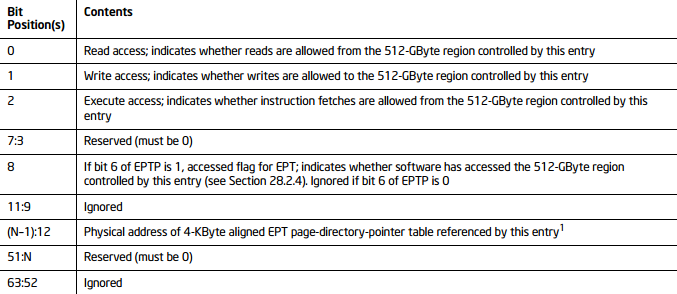 Bit
Position(s)
Contents
0
Read access; indicates whether reads are allowed from the 512-GByte region controlled by this entry
1
Write access; indicates whether writes are allowed to the 512-GByte region controlled by this entry
2
Execute access; indicates whether instruction fetches are allowed from the 512-GByte region controlled by this
entry
7:3
Reserved (must be 0)
8
If bit 6 of EPTP is 1, accessed flag for EPT; indicates whether software has accessed the 512-GByte region
controlled by this entry (see Section 28.2.4). Ignored if bit 6 of EPTP is 0
11:9
Ignored
(N–1):12
Physical address of 4-KByte aligned EPT page-directory-pointer table referenced by this entry1
51:N
Reserved (must be 0)
63:52
Ignored